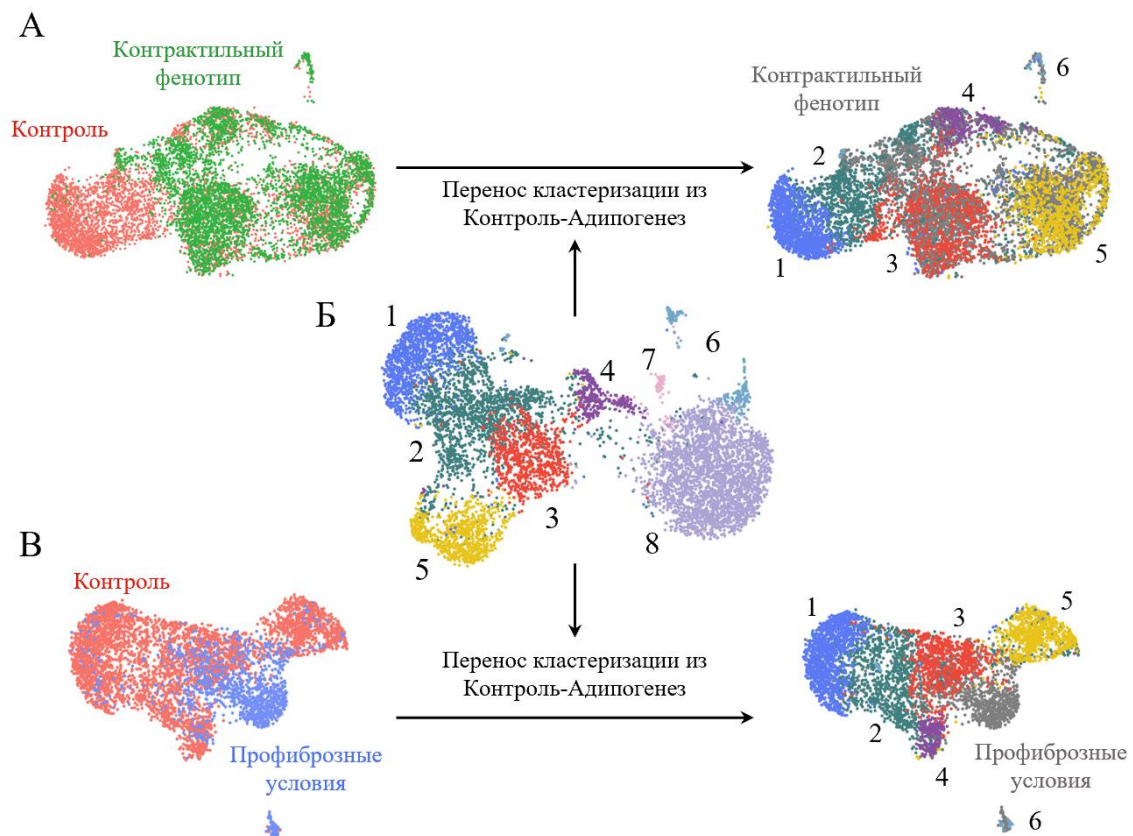 А
Контрактильный
фенотип
Контроль
Перенос кластеризации из
Контроль-Адипогенез
Контрактильный
фенотип
6
4
2
1
3
5
Б
1
2
3
4
5
6
7
8
В
Контроль
Профиброзные
условия
Перенос кластеризации из
Контроль-Адипогенез
1
3
5
2
4
Профиброзные
условия
6